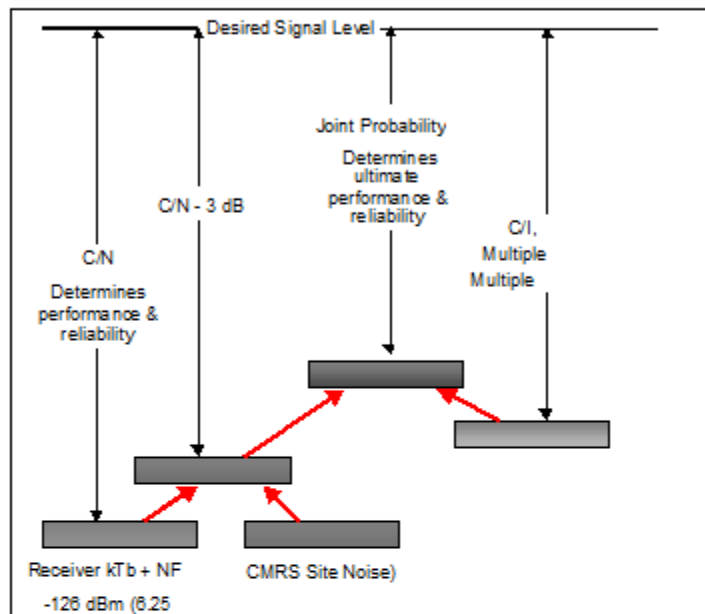 Desired Signal Level
Joint Probability
Determines
ultimate
performance &
reliability
C/N - 3 dB
C/I,
Multiple
Multiple
C/N
Determines
performance &
reliability
Receiver kTb + NF
-126 dBm (6.25
CMRS Site Noise)